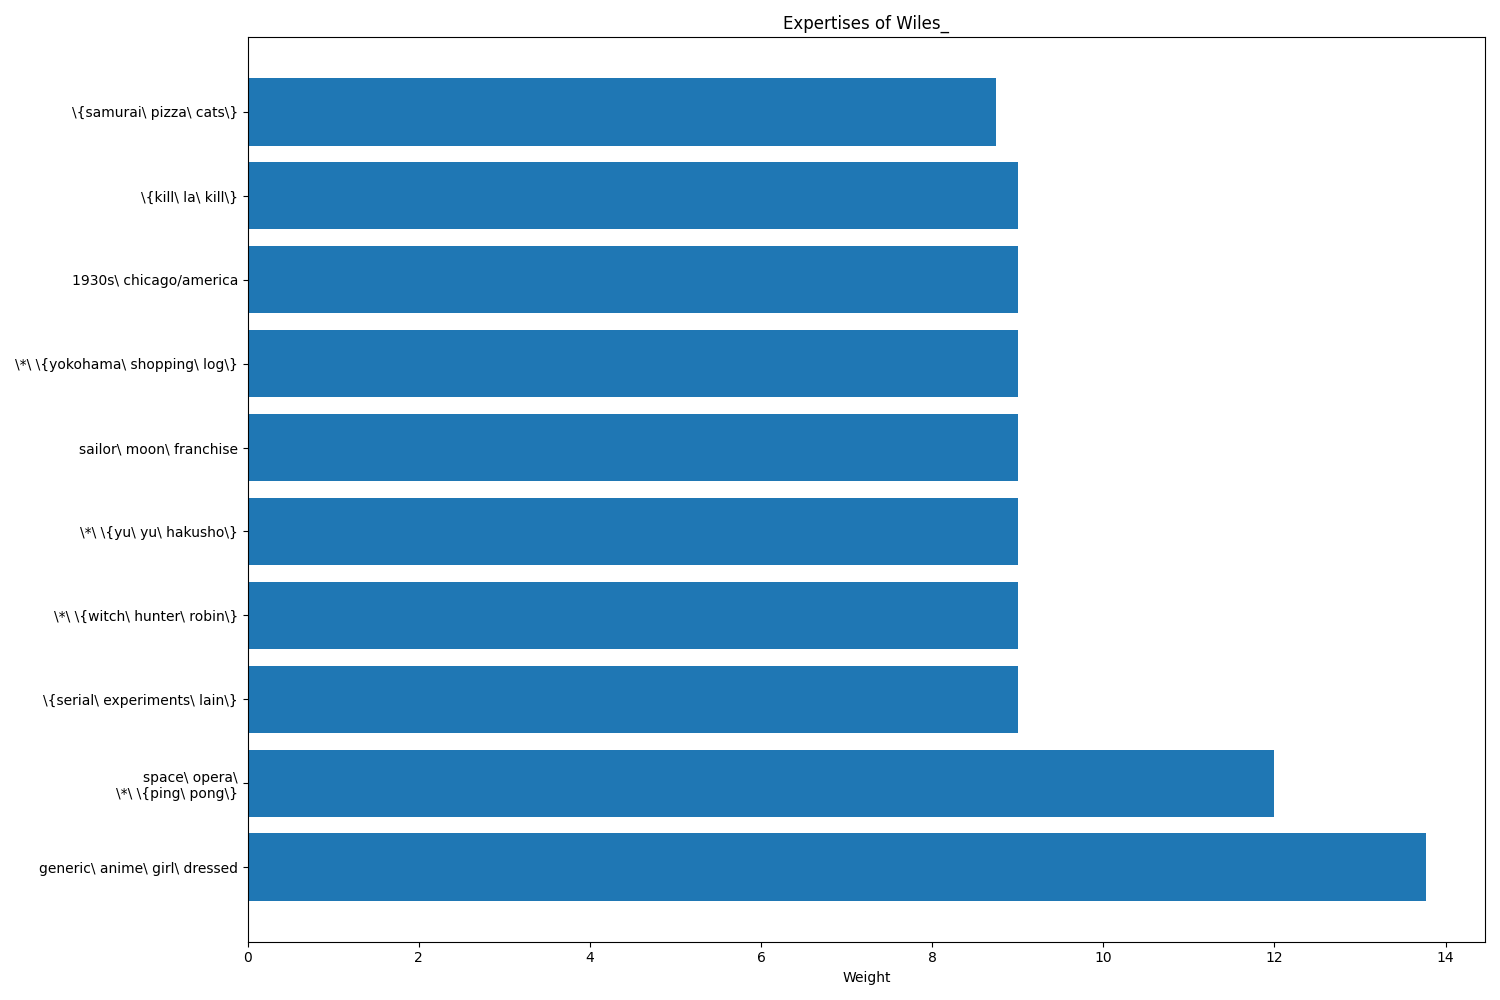 Expertises of Wiles_
\{samurai\ pizza\ cats\}
\{kill\ la\ kill\}
1930s\ chicago/america
\*\ \{yokohama\ shopping\ log\}
sailor\ moon\ franchise
\*\ \{yu\ yu\ hakusho\}
\*\ \{witch\ hunter\ robin\}
\{serial\ experiments\ lain\}
space\ opera\
\*\ \{ping\ pong\}
generic\ anime\ girl\ dressed
0 2 4 6 8 10 12 14
Weight